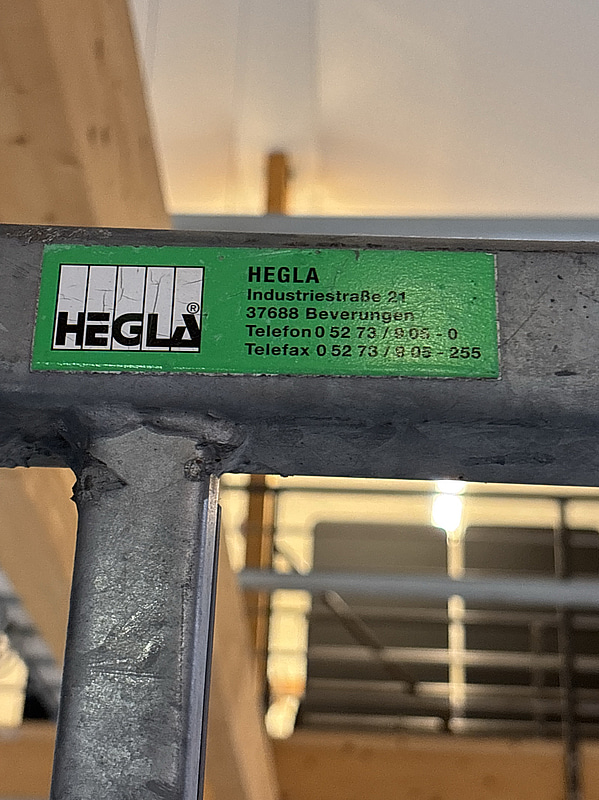 HEGLA®
HEGLA
Industriestraße 21
37688 Beverungen
Telefon 0 52 73 / 9 05 - 0
Telefax 0 52 73 / 9 05 - 255